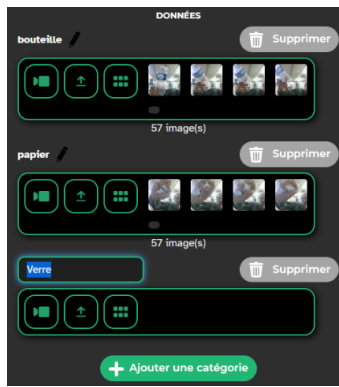 DONNÉES
bouteille
Supprimer
57 image(s)
papier
Supprimer
57 image(s)
Verre
Supprimer
Ajouter une catégorie